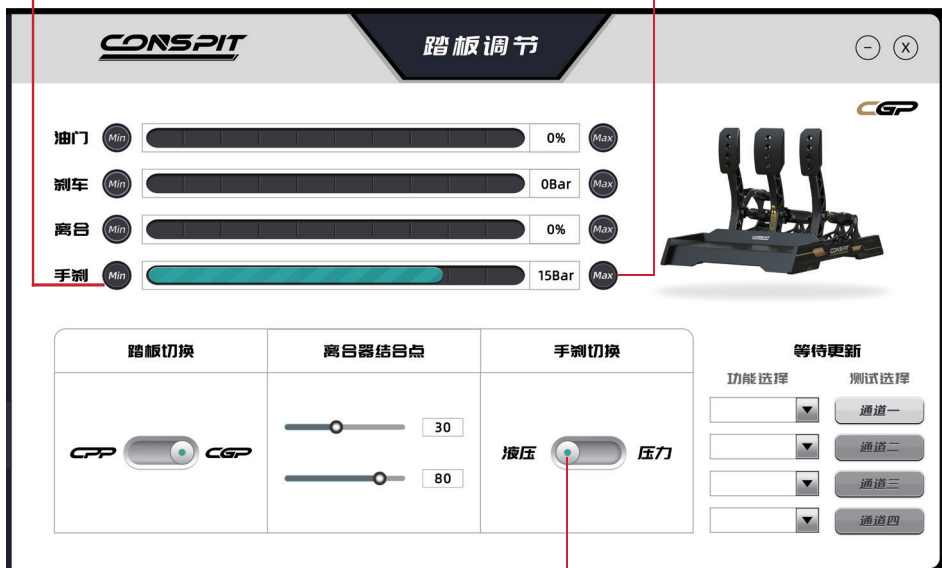 CONSPIT
踏板调节
CGP
油门 Min 0% Max
刹车 Min 0Bar Max
离合 Min 0% Max
手刹 Min 15Bar Max
踏板切换
CPP CGP
离合器结合点
30
80
手刹切换
液压 压力
等待更新
功能选择 测试选择
通道一
通道二
通道三
通道四